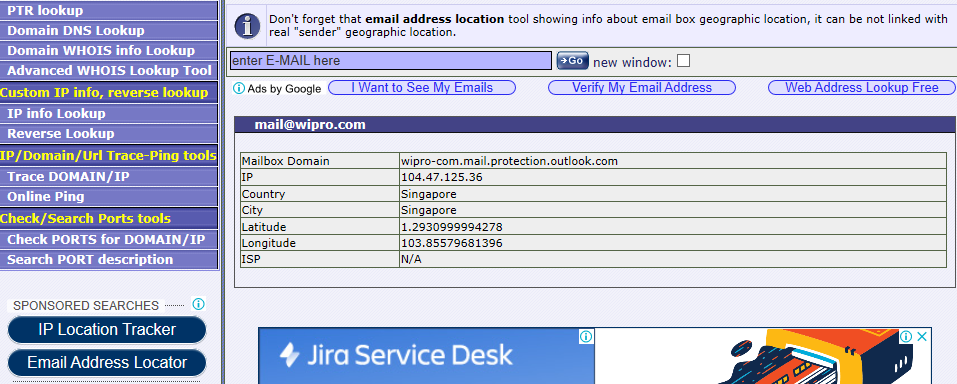 PTR lookup
Domain DNS Lookup
Domain WHOIS info Lookup
Advanced WHOIS Lookup Tool
Custom IP info, reverse lookup
IP info Lookup
Reverse Lookup
IP/Domain/Url Trace-Ping tools
Trace DOMAIN/IP
Online Ping
Check/Search Ports tools
Check PORTS for DOMAIN/IP
Search PORT description
SPONSORED SEARCHES
IP Location Tracker
Email Address Locator
Don't forget that email address location tool showing info about email box geographic location, it can be not linked with
real "sender" geographic location.
enter E-MAIL here Go new window:
Ads by Google I Want to See My Emails Verify My Email Address Web Address Lookup Free
mail@wipro.com
Mailbox Domain wipro-com.mail.protection.outlook.com
IP 104.47.125.36
Country Singapore
City Singapore
Latitude 1.2930999994278
Longitude 103.85579681396
ISP N/A
Jira Service Desk